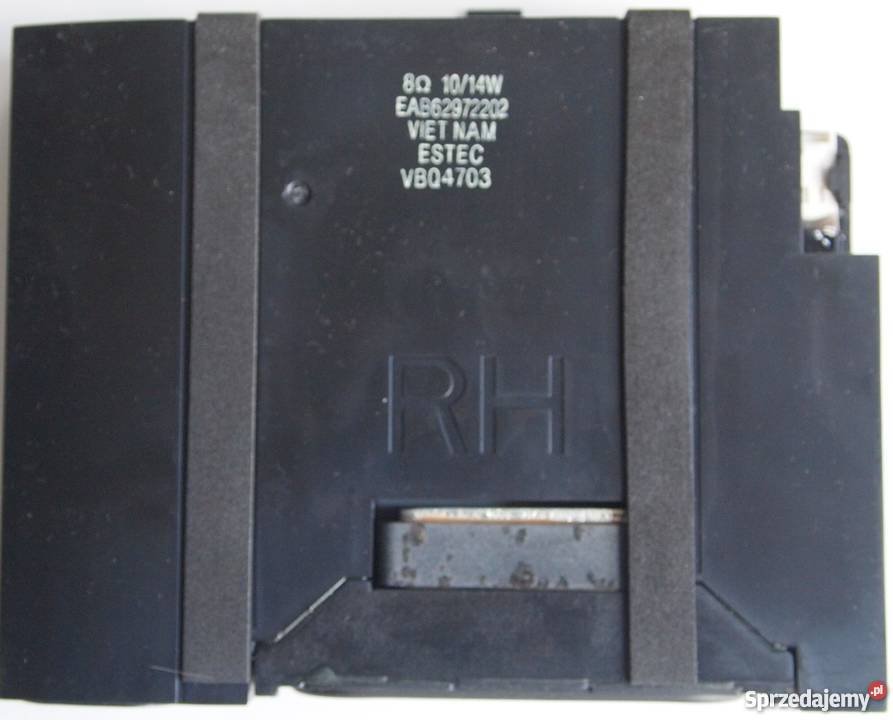 8Ω 10/14W
EAB62972202
VIET NAM
ESTEC
VBQ4703
RH
Sprzedajemy.pl